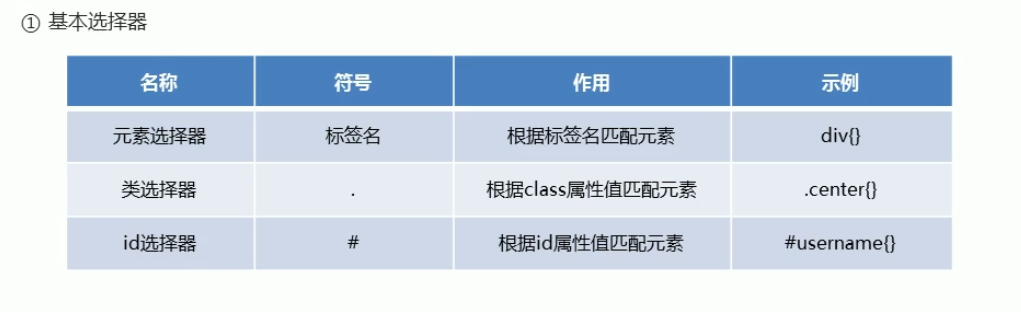 ① 基本选择器
名称 符号 作用 示例
元素选择器 标签名 根据标签名匹配元素 div{}
类选择器 . 根据class属性值匹配元素 .center{}
id选择器 # 根据id属性值匹配元素 #username{}